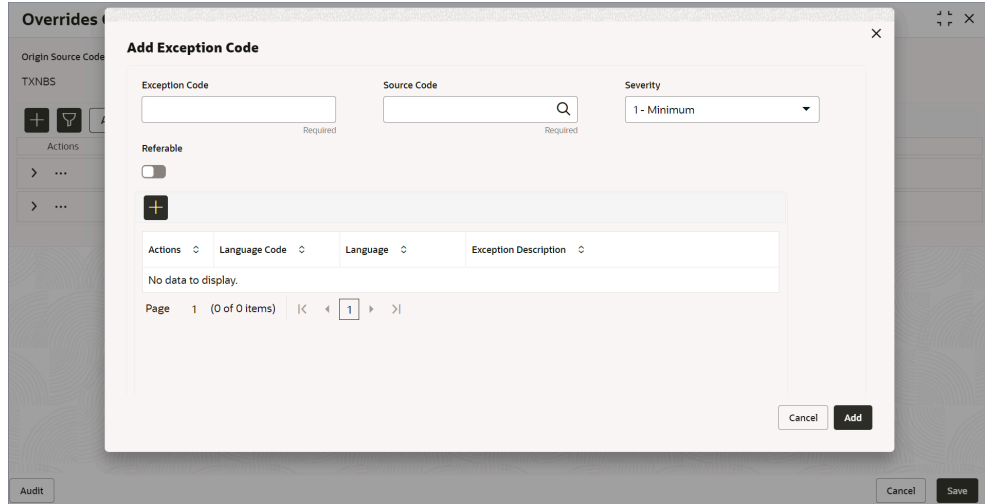 Overrides
Origin Source Code
TXNBS
Actions
Add Exception Code
Exception Code
Source Code
Severity
1 - Minimum
Required
Required
Referable
Actions
Language Code
Language
Exception Description
No data to display.
Page 1 (0 of 0 items) 1
Cancel
Add
Audit
Cancel
Save